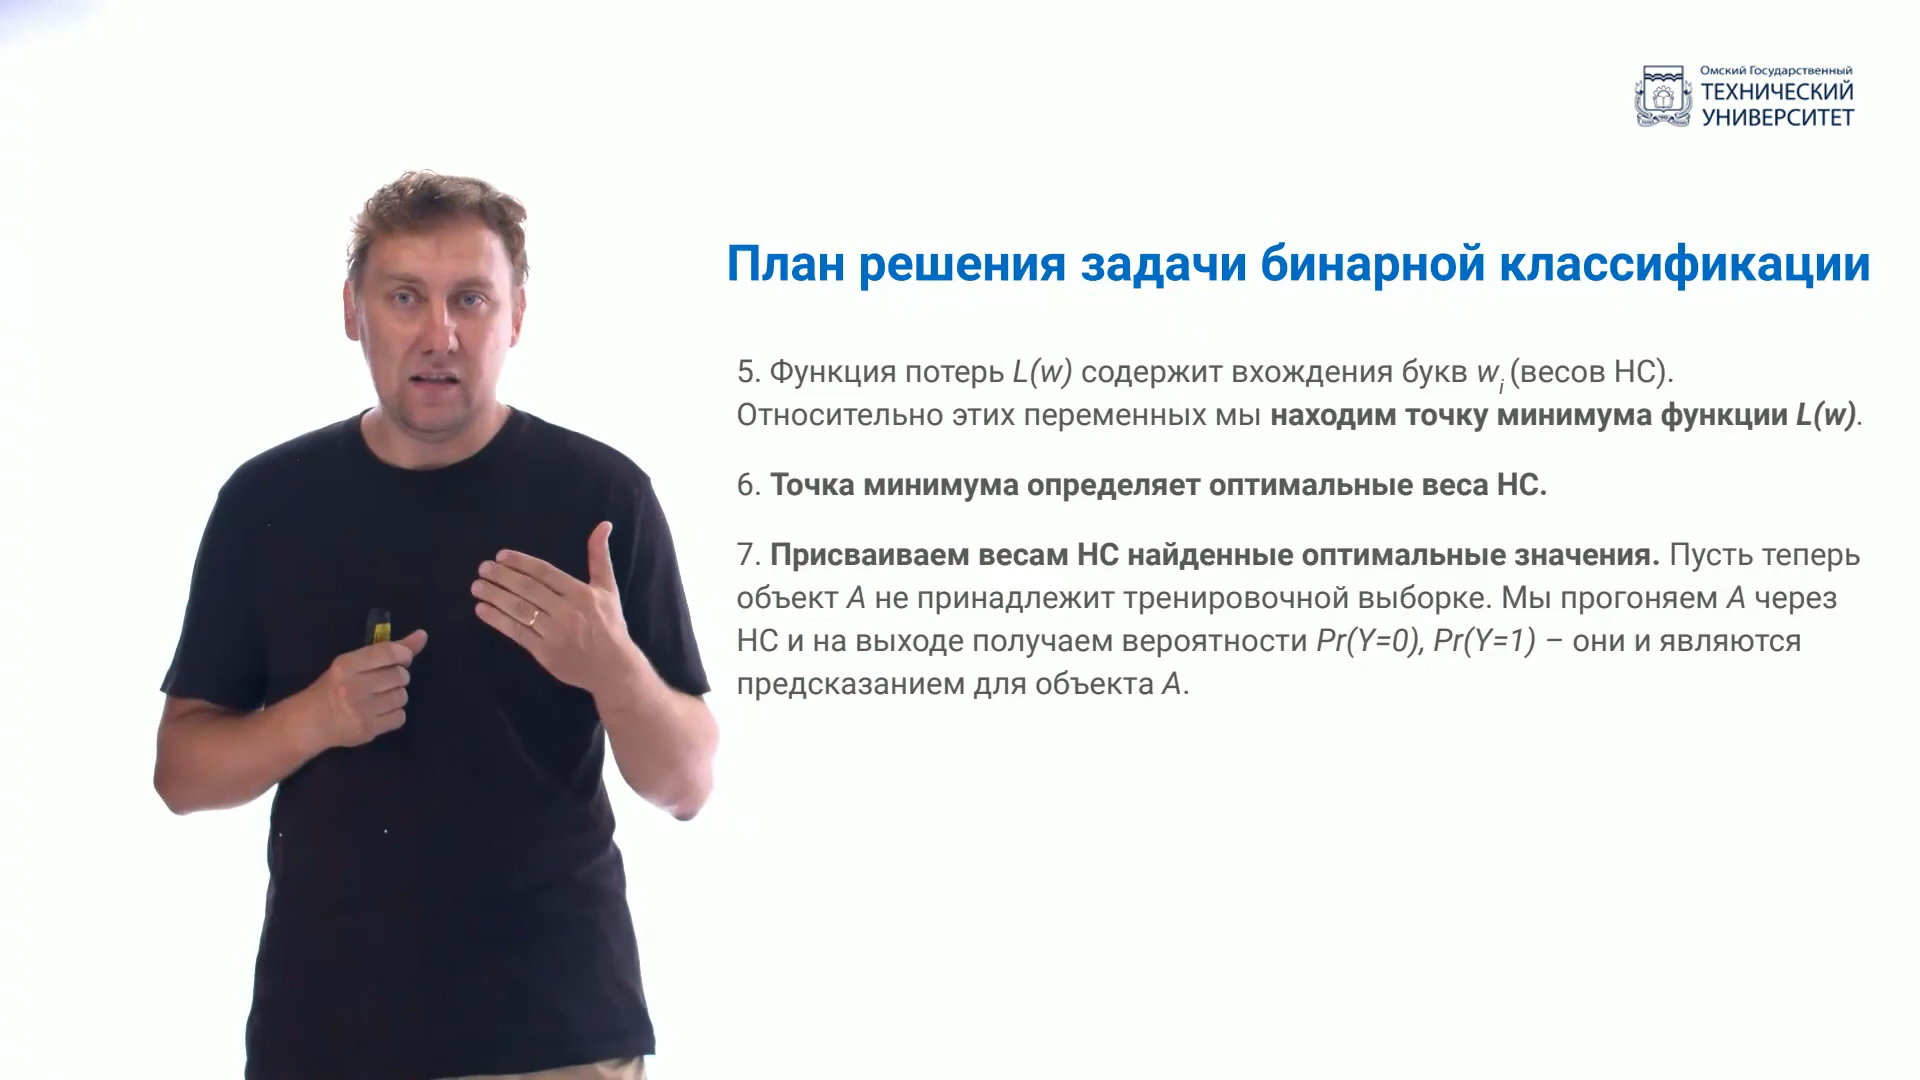 Омский Государственный
ТЕХНИЧЕСКИЙ
УНИВЕРСИТЕТ
План решения задачи бинарной классификации
5. Функция потерь L(w) содержит вхождения букв wᵢ (весов НС).
Относительно этих переменных мы находим точку минимума функции L(w).
6. Точка минимума определяет оптимальные веса НС.
7. Присваиваем весам НС найденные оптимальные значения. Пусть теперь
объект A не принадлежит тренировочной выборке. Мы прогоняем A через
НС и на выходе получаем вероятности Pr(Y=0), Pr(Y=1) – они и являются
предсказанием для объекта A.